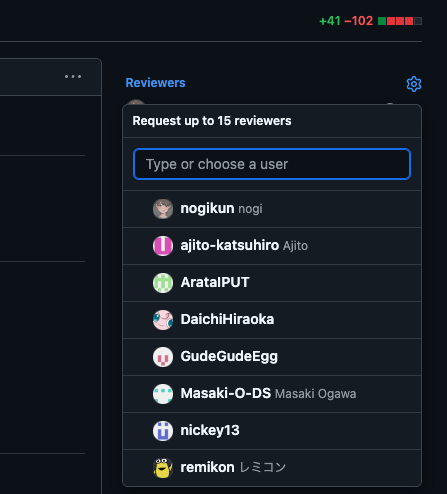 +41 −102
Reviewers
Request up to 15 reviewers
Type or choose a user
nogikun nogi
ajito-katsuhiro Ajito
ArataIPUT
DaichiHiraoka
GudeGudeEgg
Masaki-O-DS Masaki Ogawa
nickey13
remikon レミコン